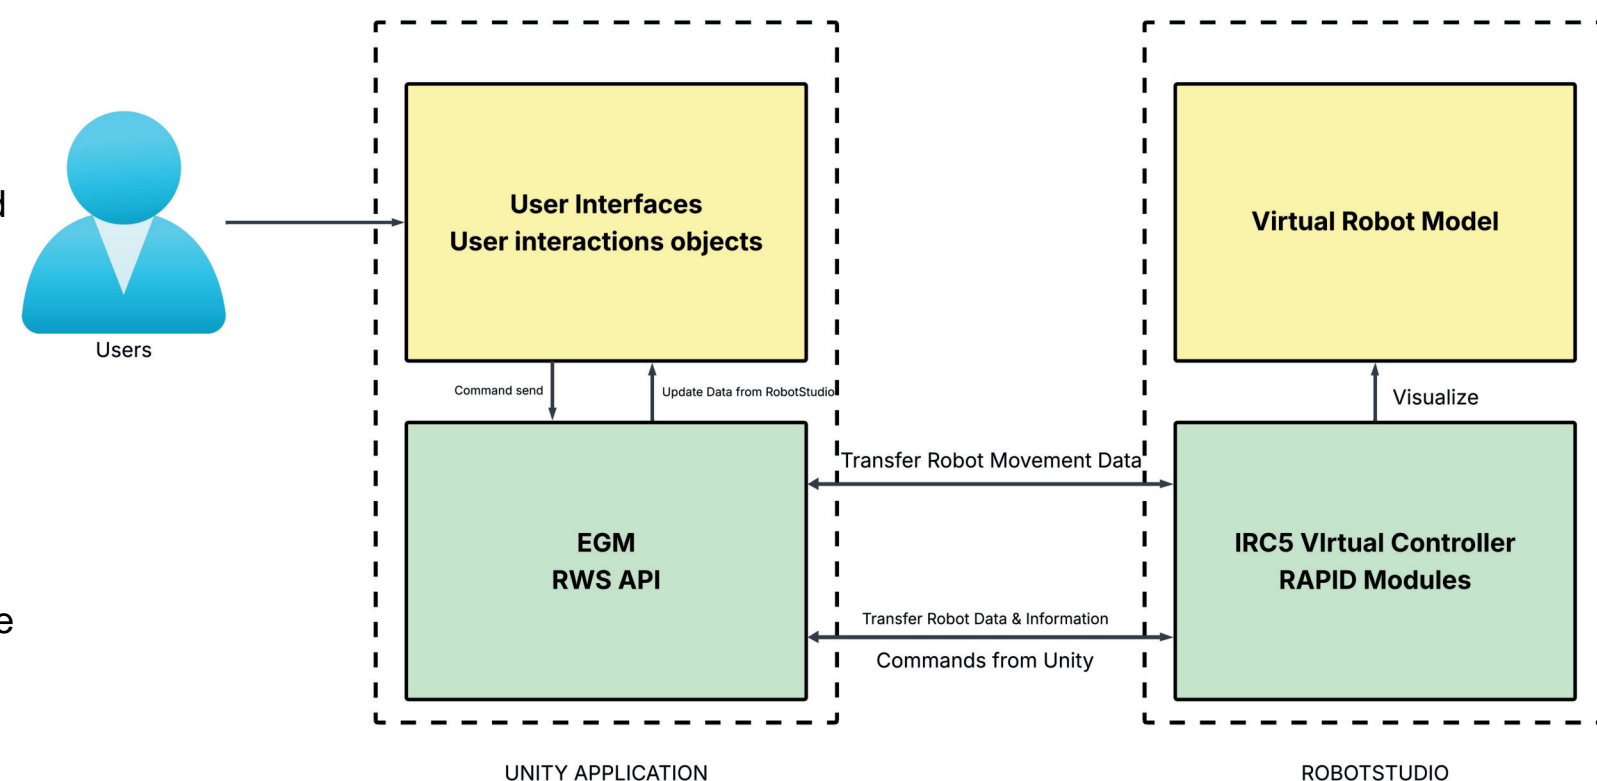 d
e
Users
User Interfaces
User interactions objects
Command send
Update Data from RobotStudio
EGM
RWS API
UNITY APPLICATION
Transfer Robot Movement Data
Transfer Robot Data & Information
Commands from Unity
Virtual Robot Model
Visualize
IRC5 VIrtual Controller
RAPID Modules
ROBOTSTUDIO